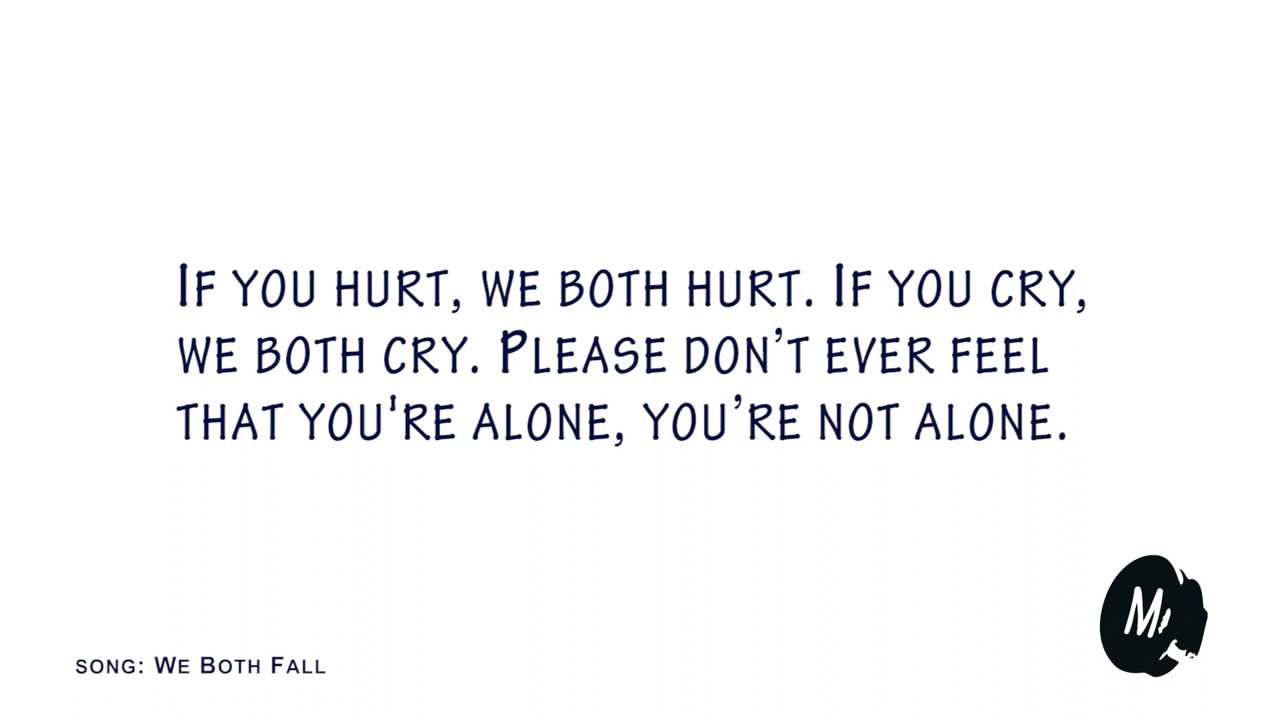 If you hurt, we both hurt. If you cry,
we both cry. Please don’t ever feel
that you're alone, you’re not alone.
M
song: We Both Fall